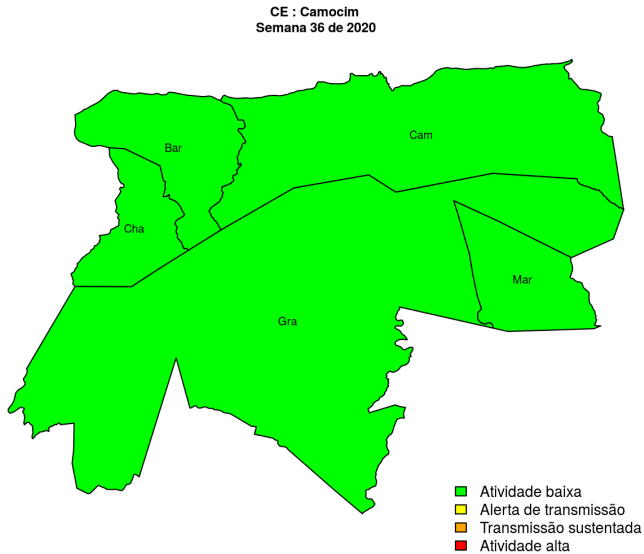 CE : Camocim
Semana 36 de 2020
Bar
Cam
Cha
Mar
Gra
Atividade baixa
Alerta de transmissão
Transmissão sustentada
Atividade alta